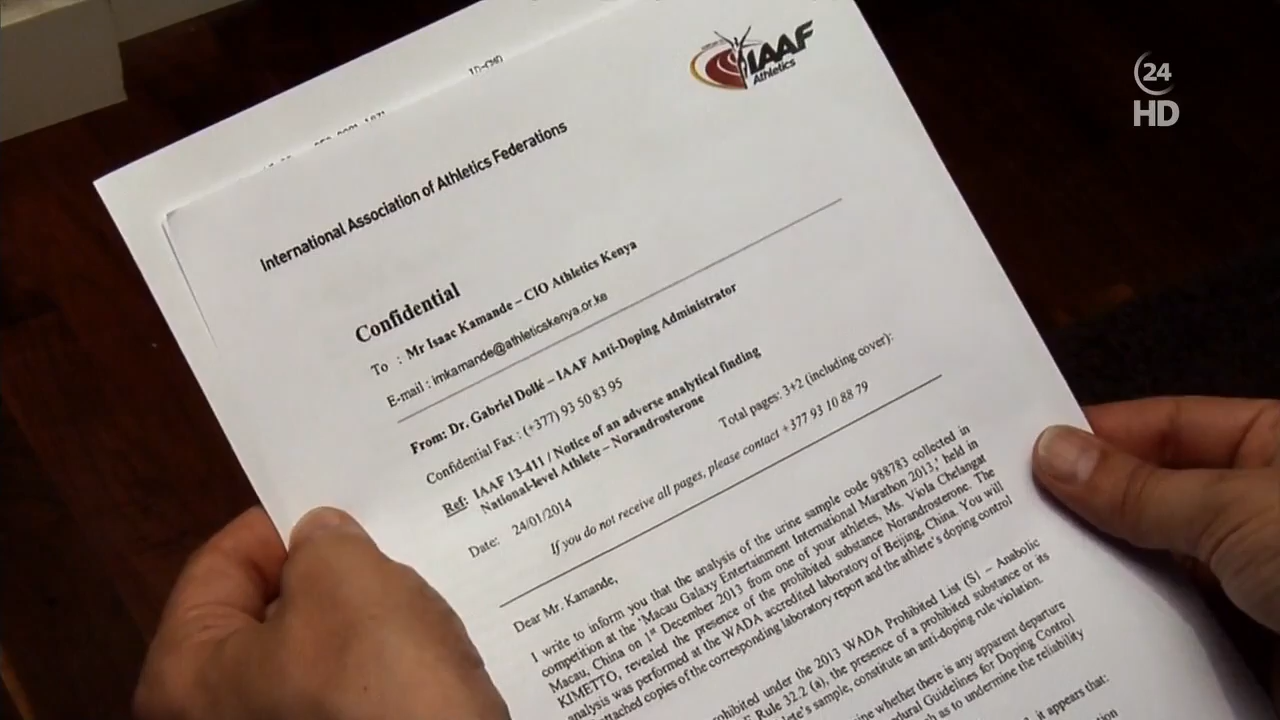 IAAF
Athletics
24
HD
International Association of Athletics Federations
Confidential
To : Mr Isaac Kamande – CIO Athletics Kenya
E-mail : imkamande@athleticskenya.or.ke
From: Dr. Gabriel Dollé – IAAF Anti-Doping Administrator
Confidential Fax : (+377) 93 50 83 95
Ref: IAAF 13-411 / Notice of an adverse analytical finding
National-level Athlete – Norandrosterone
Total pages: 3+2 (including cover):
Date: 24/01/2014
If you do not receive all pages, please contact +377 93 10 88 79
Dear Mr. Kamande,
I write to inform you that the analysis of the urine sample code 988783 collected in
competition at the 'Macau Galaxy Entertainment International Marathon 2013,' held in
Macau, China on 1st December 2013 from one of your athletes, Ms. Viola Chelangat
KIMETTO, revealed the presence of the prohibited substance Norandrosterone. The
analysis was performed at the WADA accredited laboratory of Beijing, China. You will
attached copies of the corresponding laboratory report and the athlete's doping control
prohibited under the 2013 WADA Prohibited List (S1 – Anabolic
Rule 32.2 (a), the presence of a prohibited substance or its
athlete's sample, constitute an anti-doping rule violation.
whether there is any apparent departure
Guidelines for Doping Control
as to undermine the reliability
it appears that: